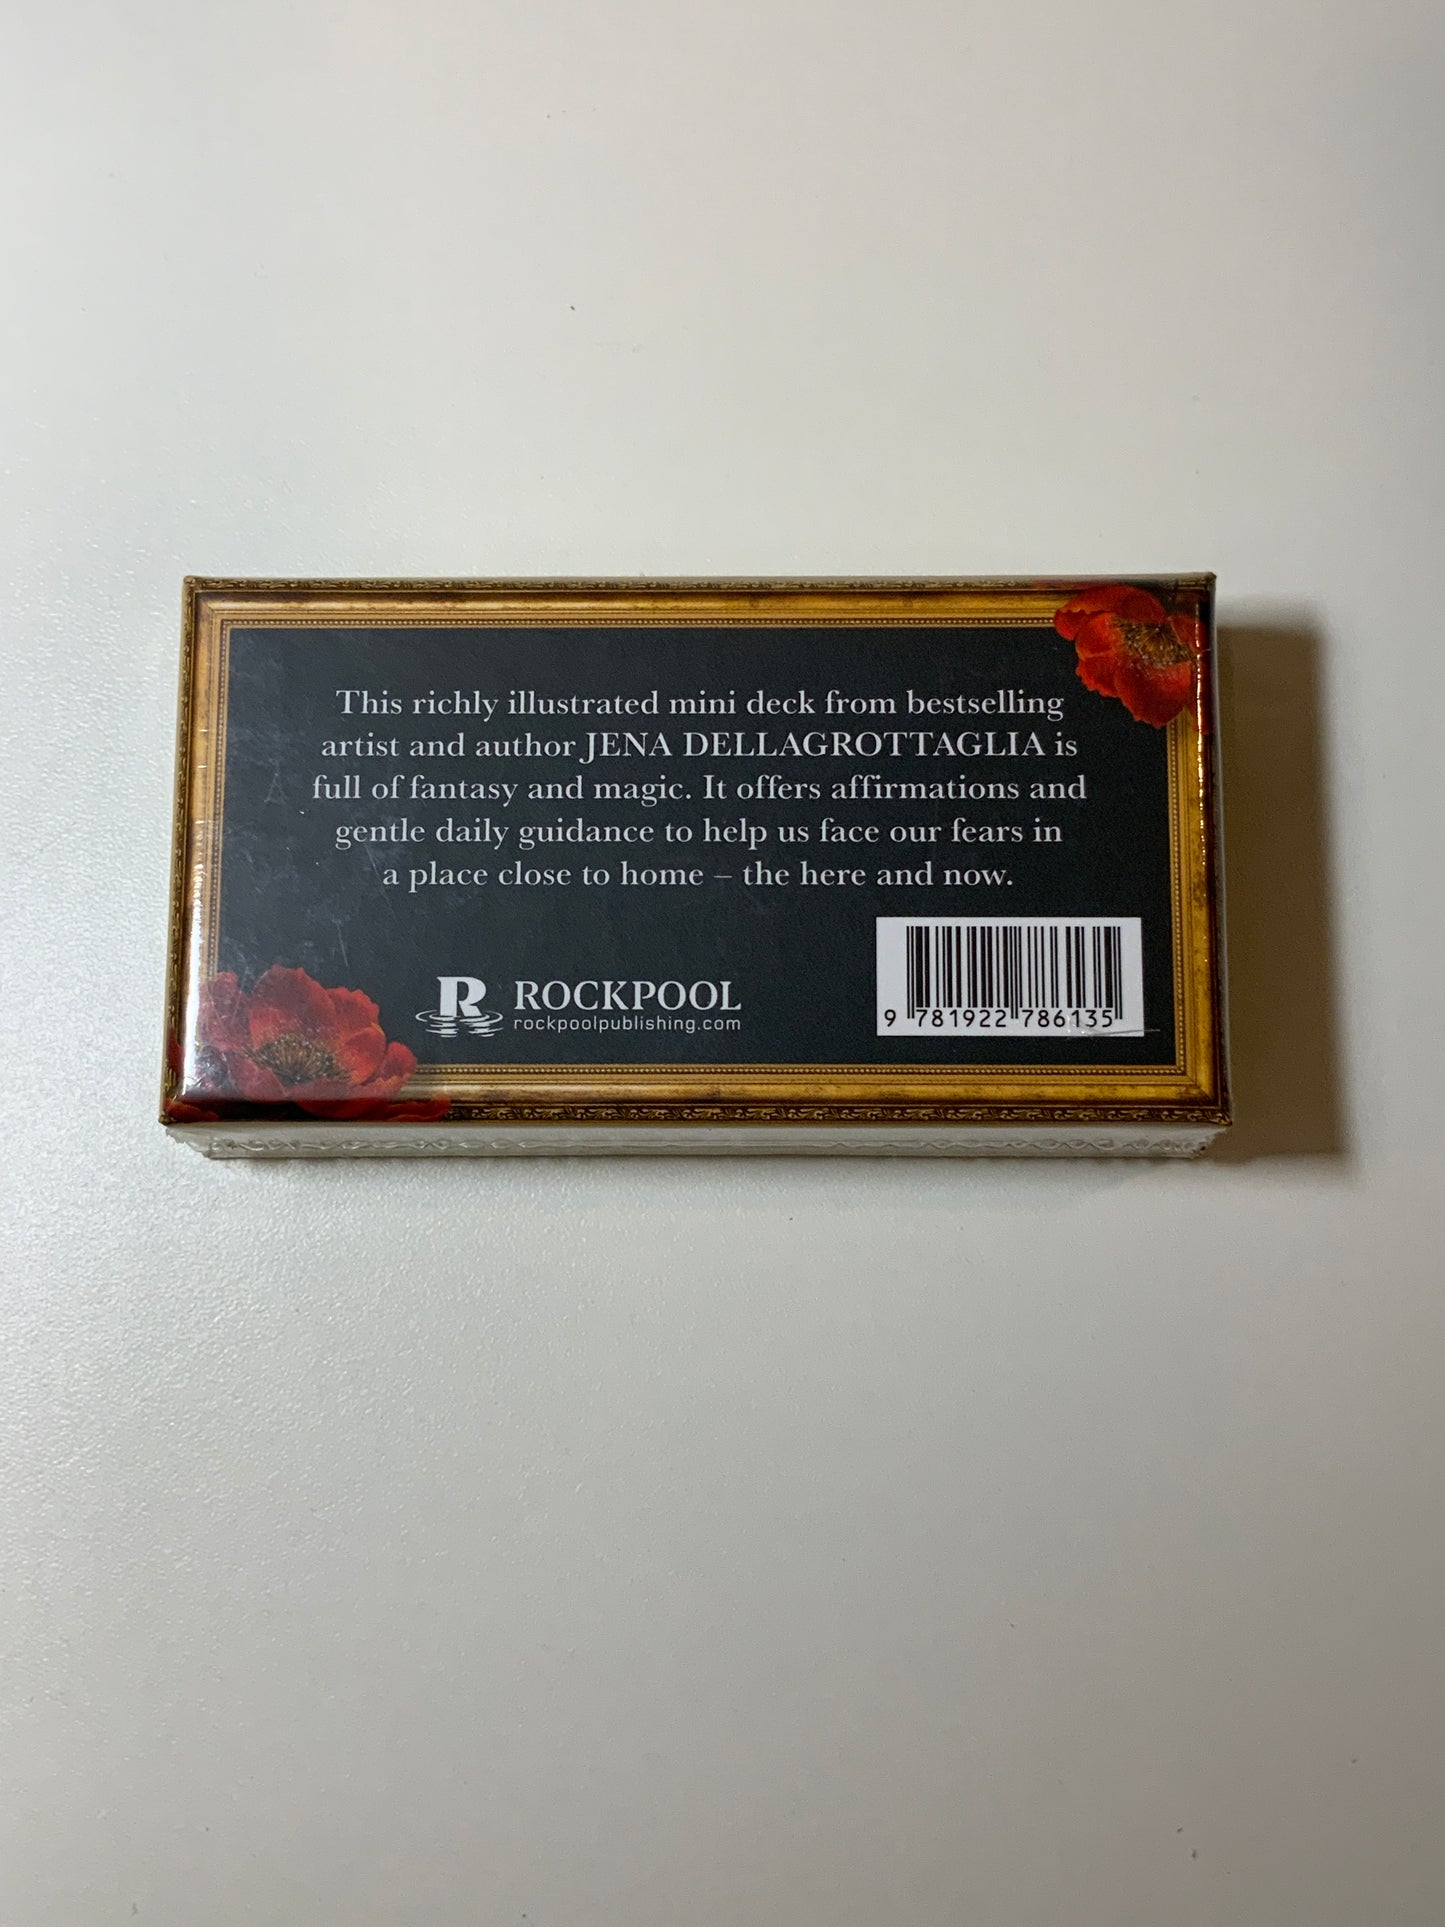 This richly illustrated mini deck from bestselling
artist and author JENA DELLAGROTTAGLIA is
full of fantasy and magic. It offers affirmations and
gentle daily guidance to help us face our fears in
a place close to home – the here and now.
R ROCKPOOL
rockpoolpublishing.com
9 781922 786135